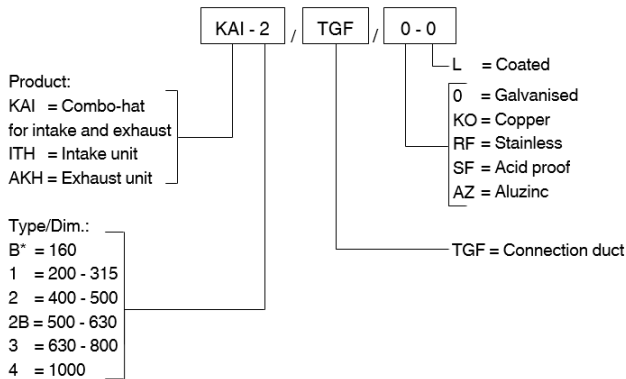 KAI - 2 / TGF / 0 - 0
L = Coated
0 = Galvanised
KO = Copper
RF = Stainless
SF = Acid proof
AZ = Aluzinc
TGF = Connection duct
Product:
KAI = Combo-hat
for intake and exhaust
ITH = Intake unit
AKH = Exhaust unit
Type/Dim.:
B* = 160
1 = 200 - 315
2 = 400 - 500
2B = 500 - 630
3 = 630 - 800
4 = 1000